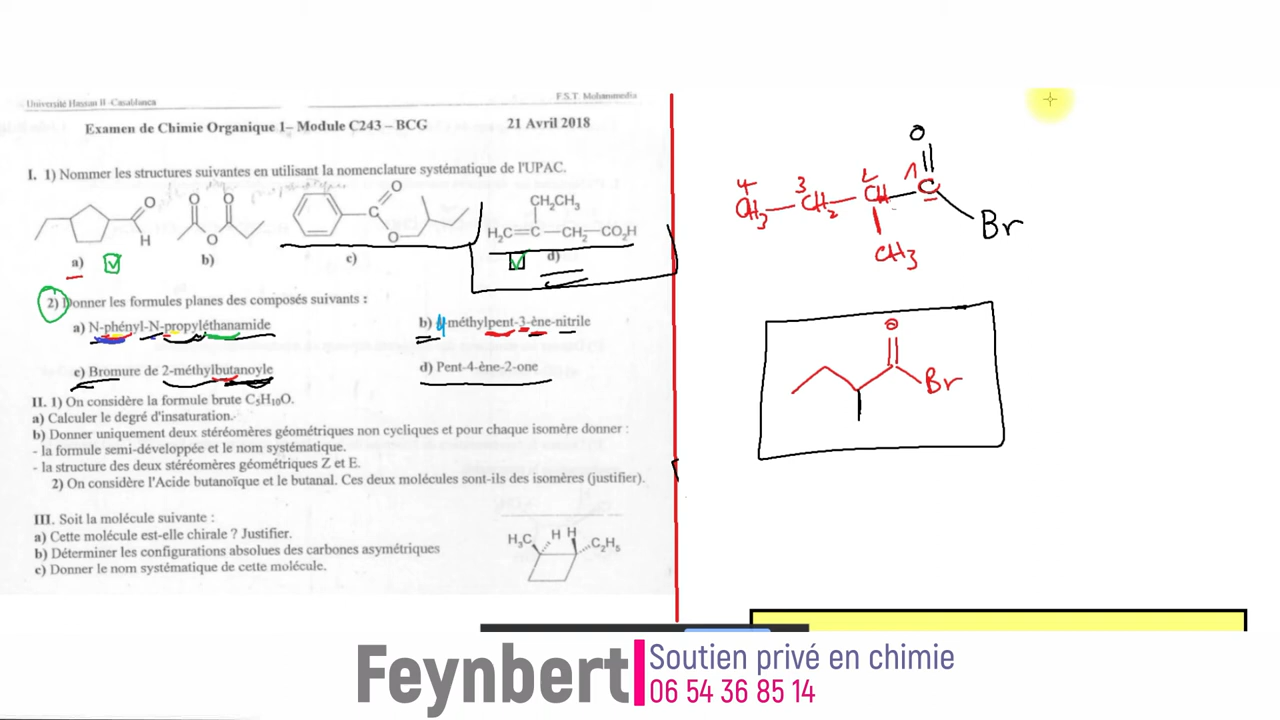 Université Hassan II -Casablanca
F.S.T. Mohammedia
Examen de Chimie Organique 1– Module C243 – BCG
21 Avril 2018
I. 1) Nommer les structures suivantes en utilisant la nomenclature systématique de l'UPAC.
O
H
O O
O
O
C
O
CH₂CH₃
H₂C=C—CH₂—CO₂H
a) b) c) d)
2) Donner les formules planes des composés suivants :
a) N-phényl-N-propyléthanamide
b) 4-méthylpent-3-ène-nitrile
c) Bromure de 2-méthylbutanoyle
d) Pent-4-ène-2-one
II. 1) On considère la formule brute C₅H₁₀O.
a) Calculer le degré d'insaturation.
b) Donner uniquement deux stéréomères géométriques non cycliques et pour chaque isomère donner :
- la formule semi-développée et le nom systématique.
- la structure des deux stéréomères géométriques Z et E.
2) On considère l'Acide butanoïque et le butanal. Ces deux molécules sont-ils des isomères (justifier).
III. Soit la molécule suivante :
a) Cette molécule est-elle chirale ? Justifier.
b) Déterminer les configurations absolues des carbones asymétriques
c) Donner le nom systématique de cette molécule.
H₃C H H C₂H₅
O
4 3 2 1
CH₃—CH₂—CH—C
Br
CH₃
O
Br
Feynbert
Soutien privé en chimie
06 54 36 85 14